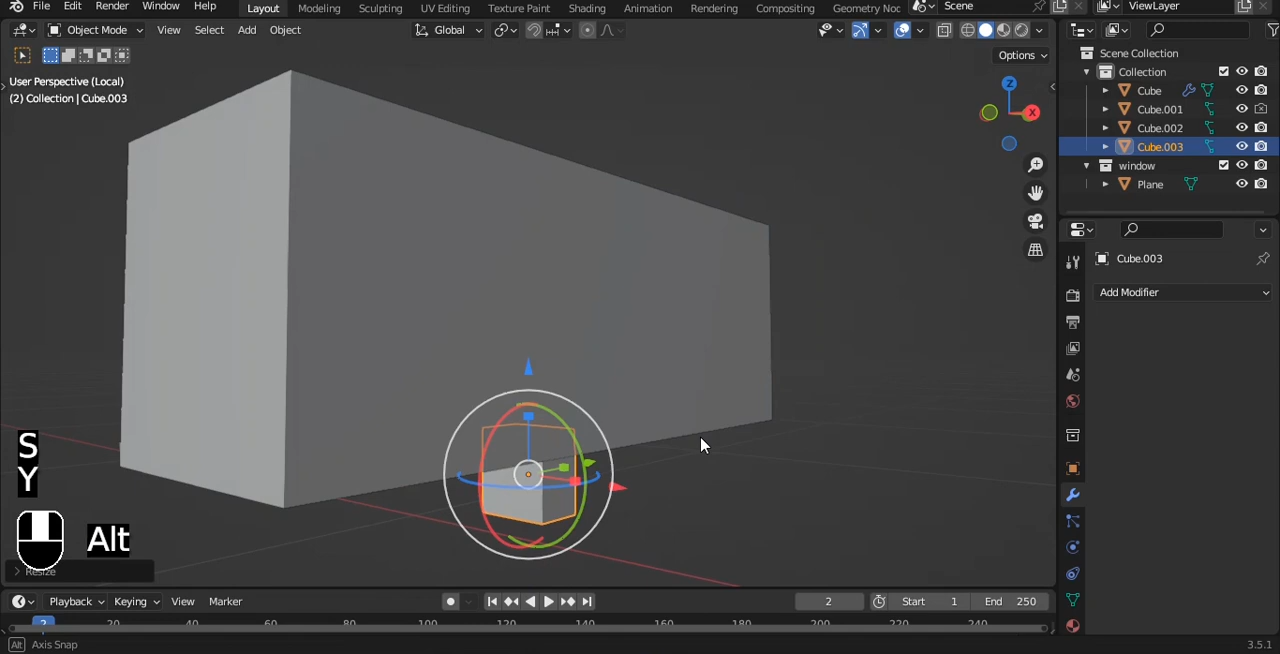 File Edit Render Window Help Layout Modeling Sculpting UV Editing Texture Paint Shading Animation Rendering Compositing Geometry Noc Scene ViewLayer
Object Mode View Select Add Object Global
Options
User Perspective (Local)
(2) Collection | Cube.003
Z
X
Scene Collection
Collection
Cube
Cube.001
Cube.002
Cube.003
window
Plane
Cube.003
Add Modifier
S
Y
Alt
Resize
Playback Keying View Marker 2 Start 1 End 250
2 20 40 60 80 100 120 140 160 180 200 220 240
Alt Axis Snap 3.5.1